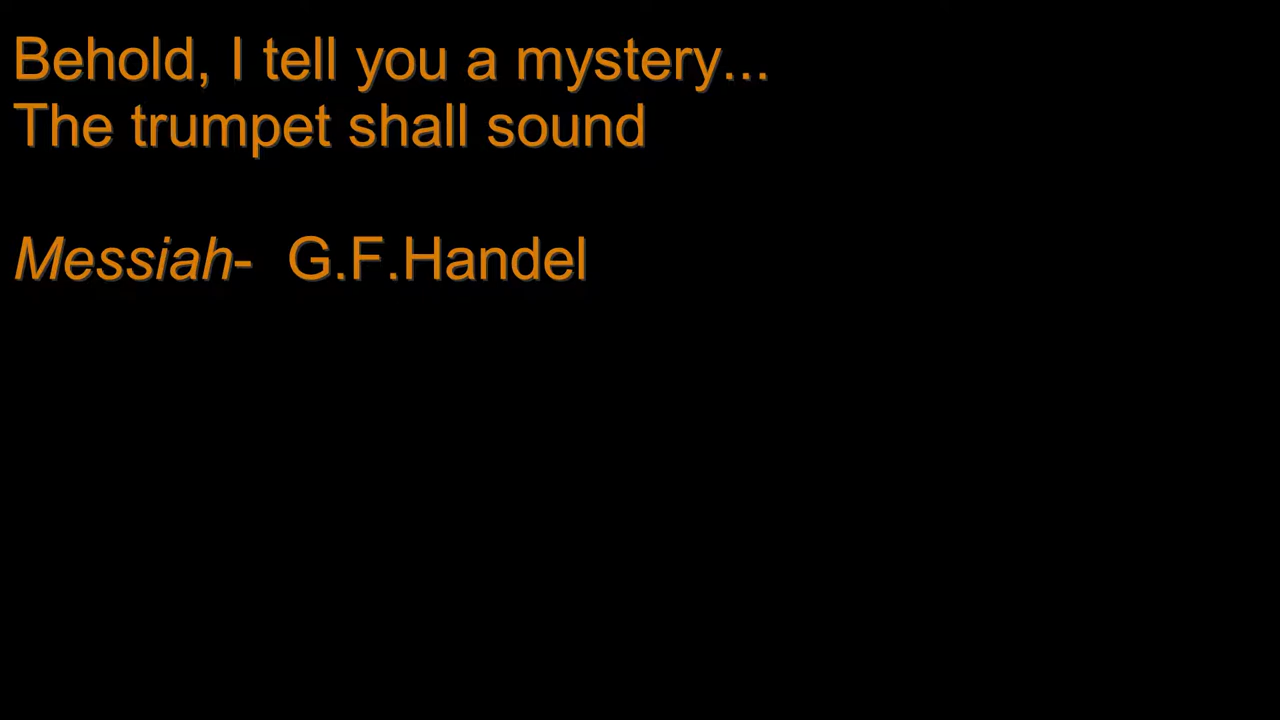 Behold, I tell you a mystery...
The trumpet shall sound
Messiah- G.F.Handel